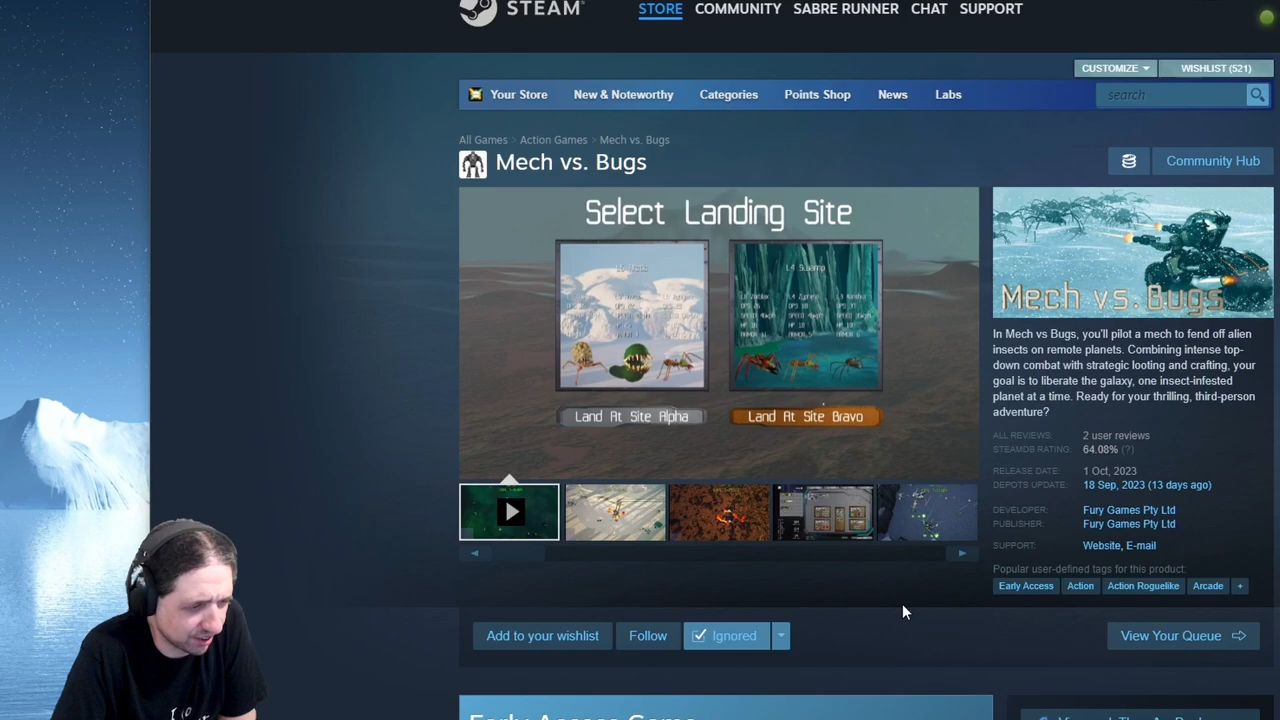 STEAM
STORE COMMUNITY SABRE RUNNER CHAT SUPPORT
CUSTOMIZE WISHLIST (521)
Your Store New & Noteworthy Categories Points Shop News Labs search
All Games > Action Games > Mech vs. Bugs
Mech vs. Bugs
Community Hub
Select Landing Site
L4 Swamp
Land At Site Alpha Land At Site Bravo
Mech vs. Bugs
In Mech vs Bugs, you'll pilot a mech to fend off alien
insects on remote planets. Combining intense top-
down combat with strategic looting and crafting, your
goal is to liberate the galaxy, one insect-infested
planet at a time. Ready for your thrilling, third-person
adventure?
ALL REVIEWS: 2 user reviews
STEAMDB RATING: 64.08% (?)
RELEASE DATE: 1 Oct, 2023
DEPOTS UPDATE: 18 Sep, 2023 (13 days ago)
DEVELOPER: Fury Games Pty Ltd
PUBLISHER: Fury Games Pty Ltd
SUPPORT: Website, E-mail
Popular user-defined tags for this product:
Early Access Action Action Roguelike Arcade +
Add to your wishlist Follow Ignored View Your Queue
Early Access Game